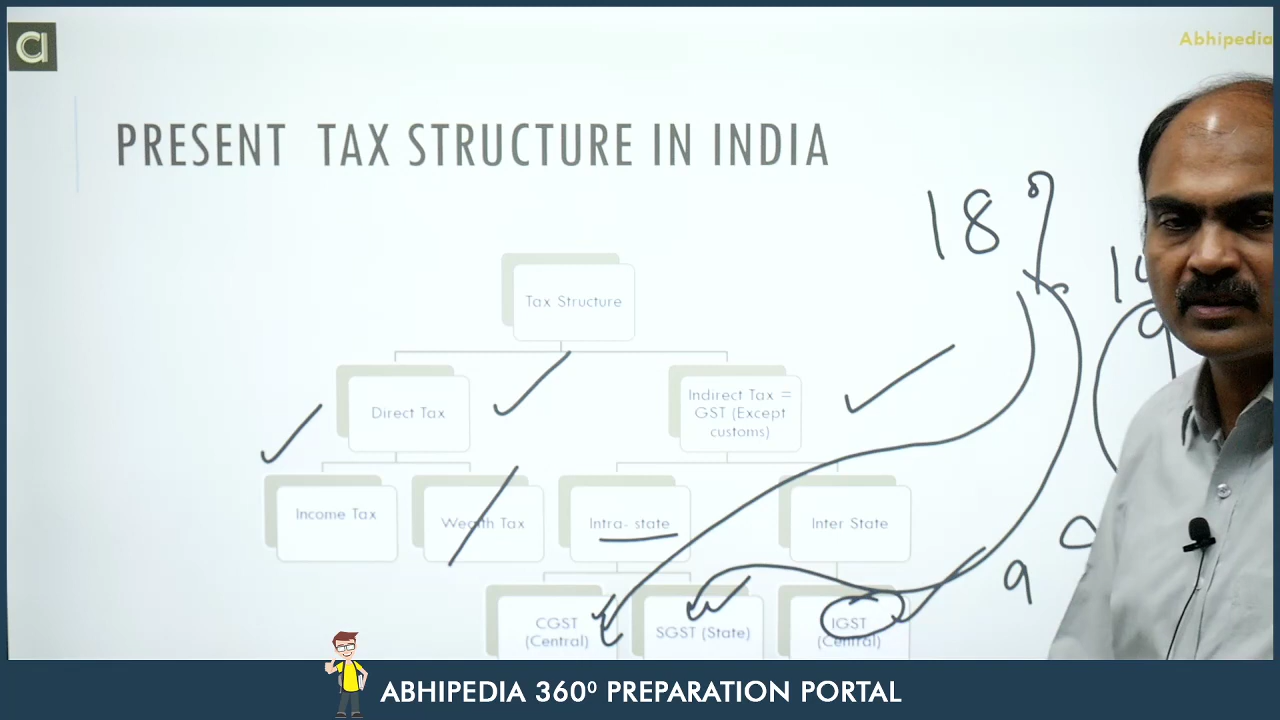 Abhipedia
PRESENT TAX STRUCTURE IN INDIA
18%
Tax Structure
Direct Tax
Indirect Tax =
GST (Except
customs)
Income Tax
Wealth Tax
Intra- state
Inter State
9
CGST
(Central)
SGST (State)
IGST
(Central)
ABHIPEDIA 360⁰ PREPARATION PORTAL